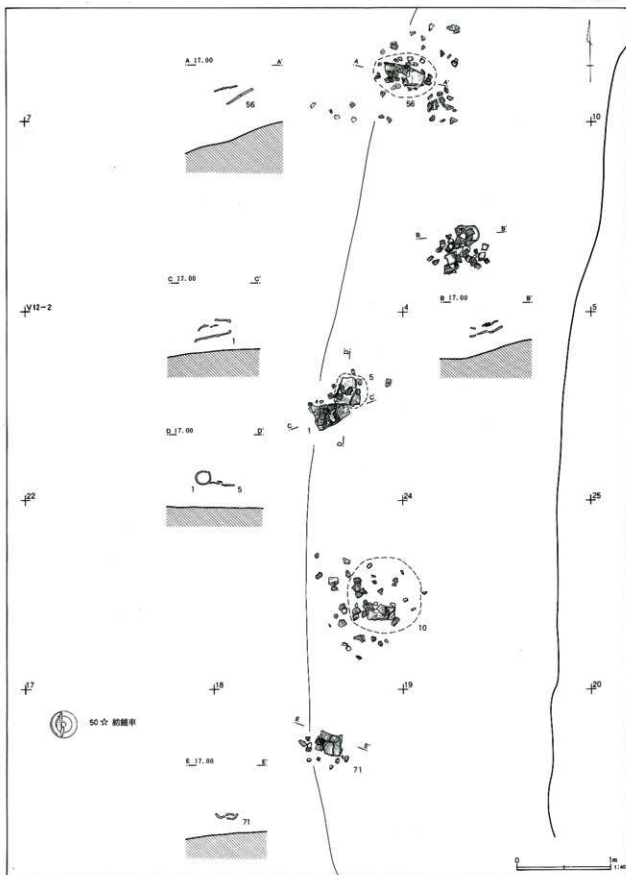 A 17.00 A'
56
A
A'
56
7
10
B
B'
C 17.00 C'
V12-2
4
B 17.00 B'
5
1
D'
5
C'
C
1
D
D 17.00 D'
1 5
22
24
25
10
17
18
19
20
50 ☆ 紡錘車
E
E'
71
E 17.00 E'
71
0 1m
1:40